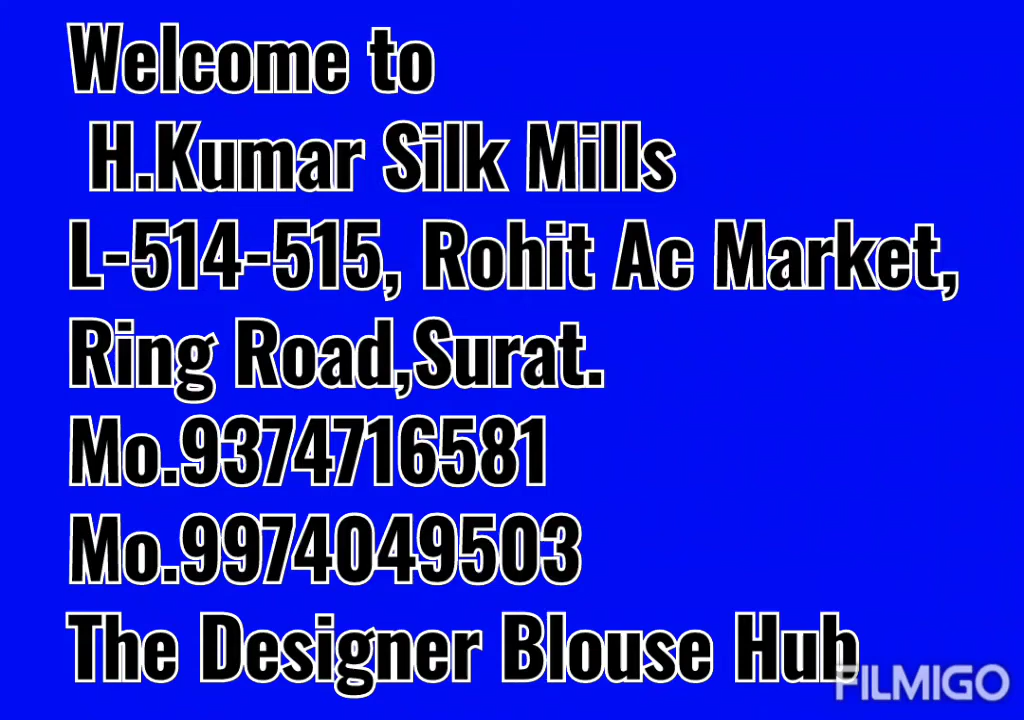 Welcome to
H.Kumar Silk Mills
L-514-515, Rohit Ac Market,
Ring Road,Surat.
Mo.9374716581
Mo.9974049503
The Designer Blouse Hub
FILMIGO